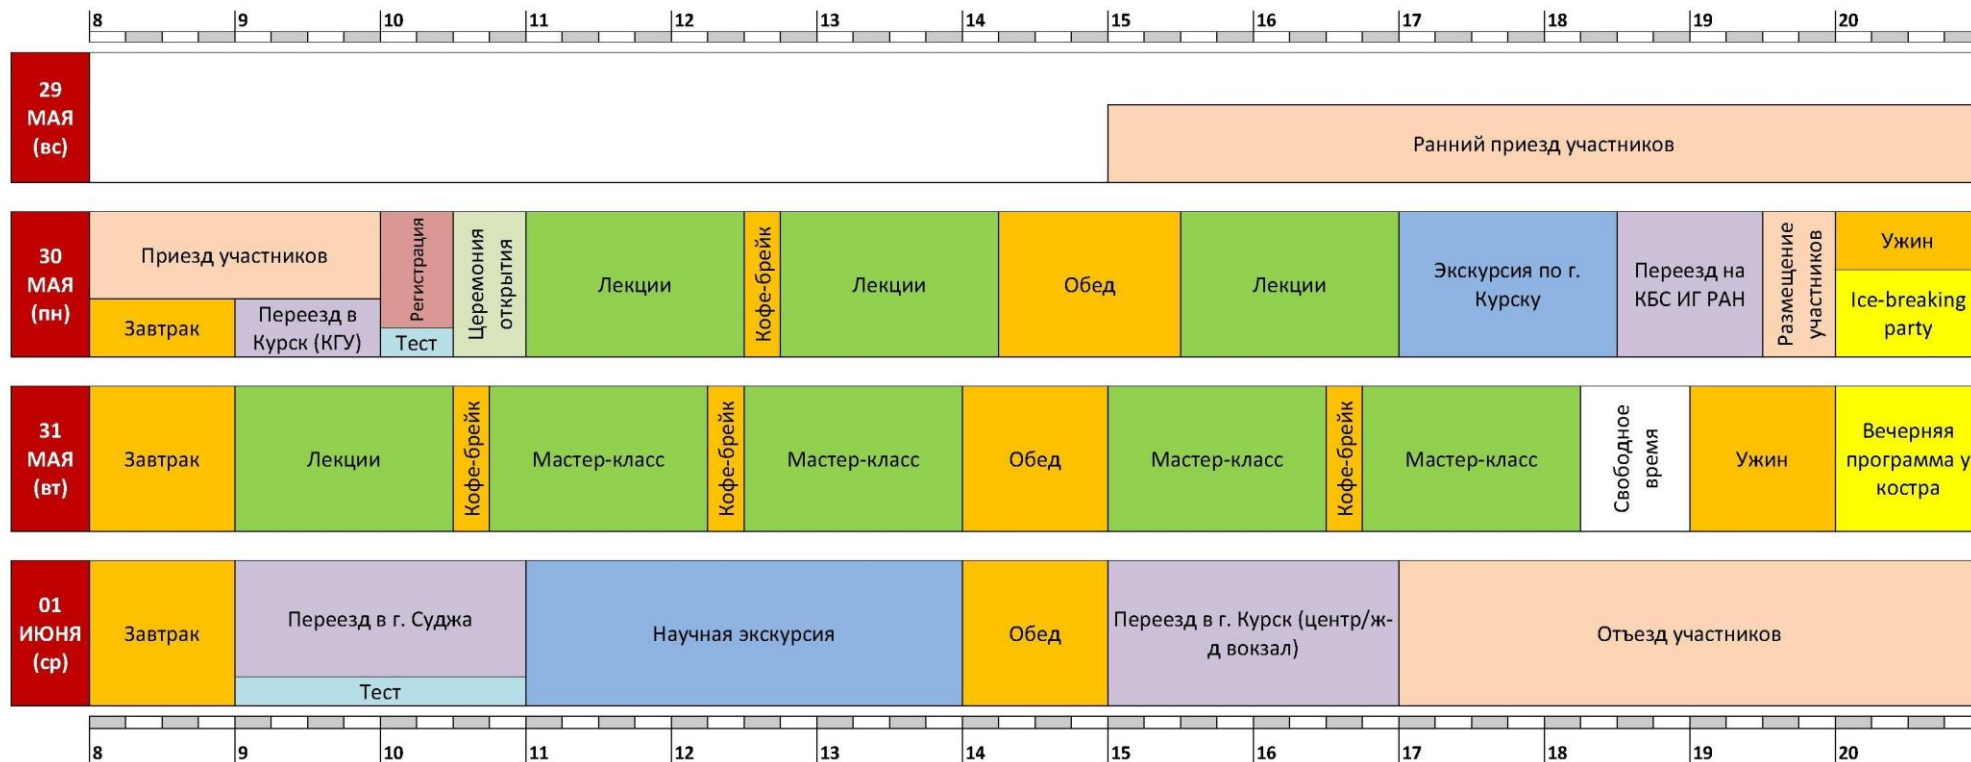 8 9 10 11 12 13 14 15 16 17 18 19 20
29
МАЯ
(вс)
Ранний приезд участников
30
МАЯ
(пн)
Приезд участников
Завтрак
Переезд в
Курск (КГУ)
Регистрация
Тест
Церемония
открытия
Лекции
Кофе-брейк
Лекции
Обед
Лекции
Экскурсия по г.
Курску
Переезд на
КБС ИГ РАН
Размещение
участников
Ужин
Ice-breaking
party
31
МАЯ
(вт)
Завтрак
Лекции
Кофе-брейк
Мастер-класс
Кофе-брейк
Мастер-класс
Обед
Мастер-класс
Кофе-брейк
Мастер-класс
Свободное
время
Ужин
Вечерняя
программа у
костра
01
ИЮНЯ
(ср)
Завтрак
Переезд в г. Суджа
Тест
Научная экскурсия
Обед
Переезд в г. Курск (центр/ж-
д вокзал)
Отъезд участников
8 9 10 11 12 13 14 15 16 17 18 19 20